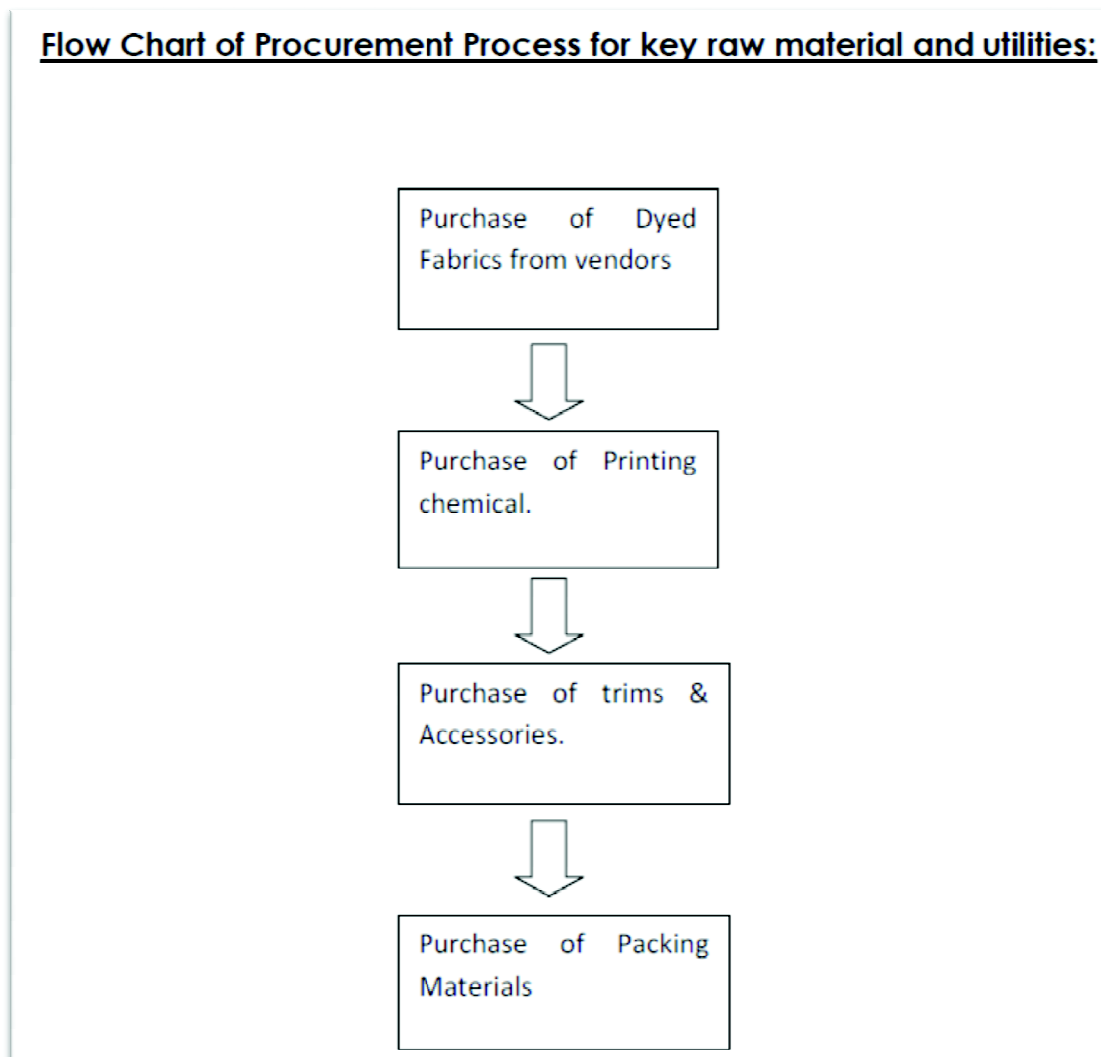 Flow Chart of Procurement Process for key raw material and utilities:
Purchase of Dyed
Fabrics from vendors
Purchase of Printing
chemical.
Purchase of trims &
Accessories.
Purchase of Packing
Materials